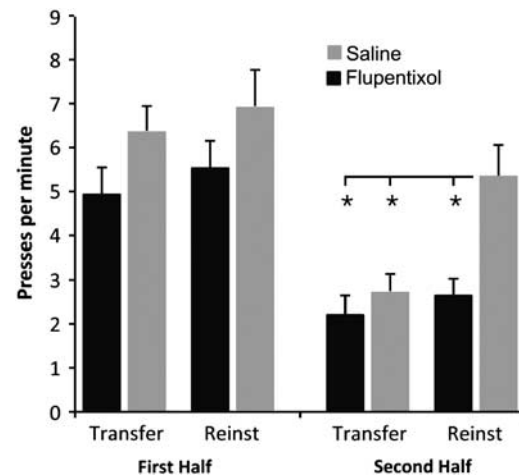 9
8
7
6
5
4
3
2
1
0
Presses per minute
Saline
Flupentixol
* * *
Transfer Reinst Transfer Reinst
First Half Second Half